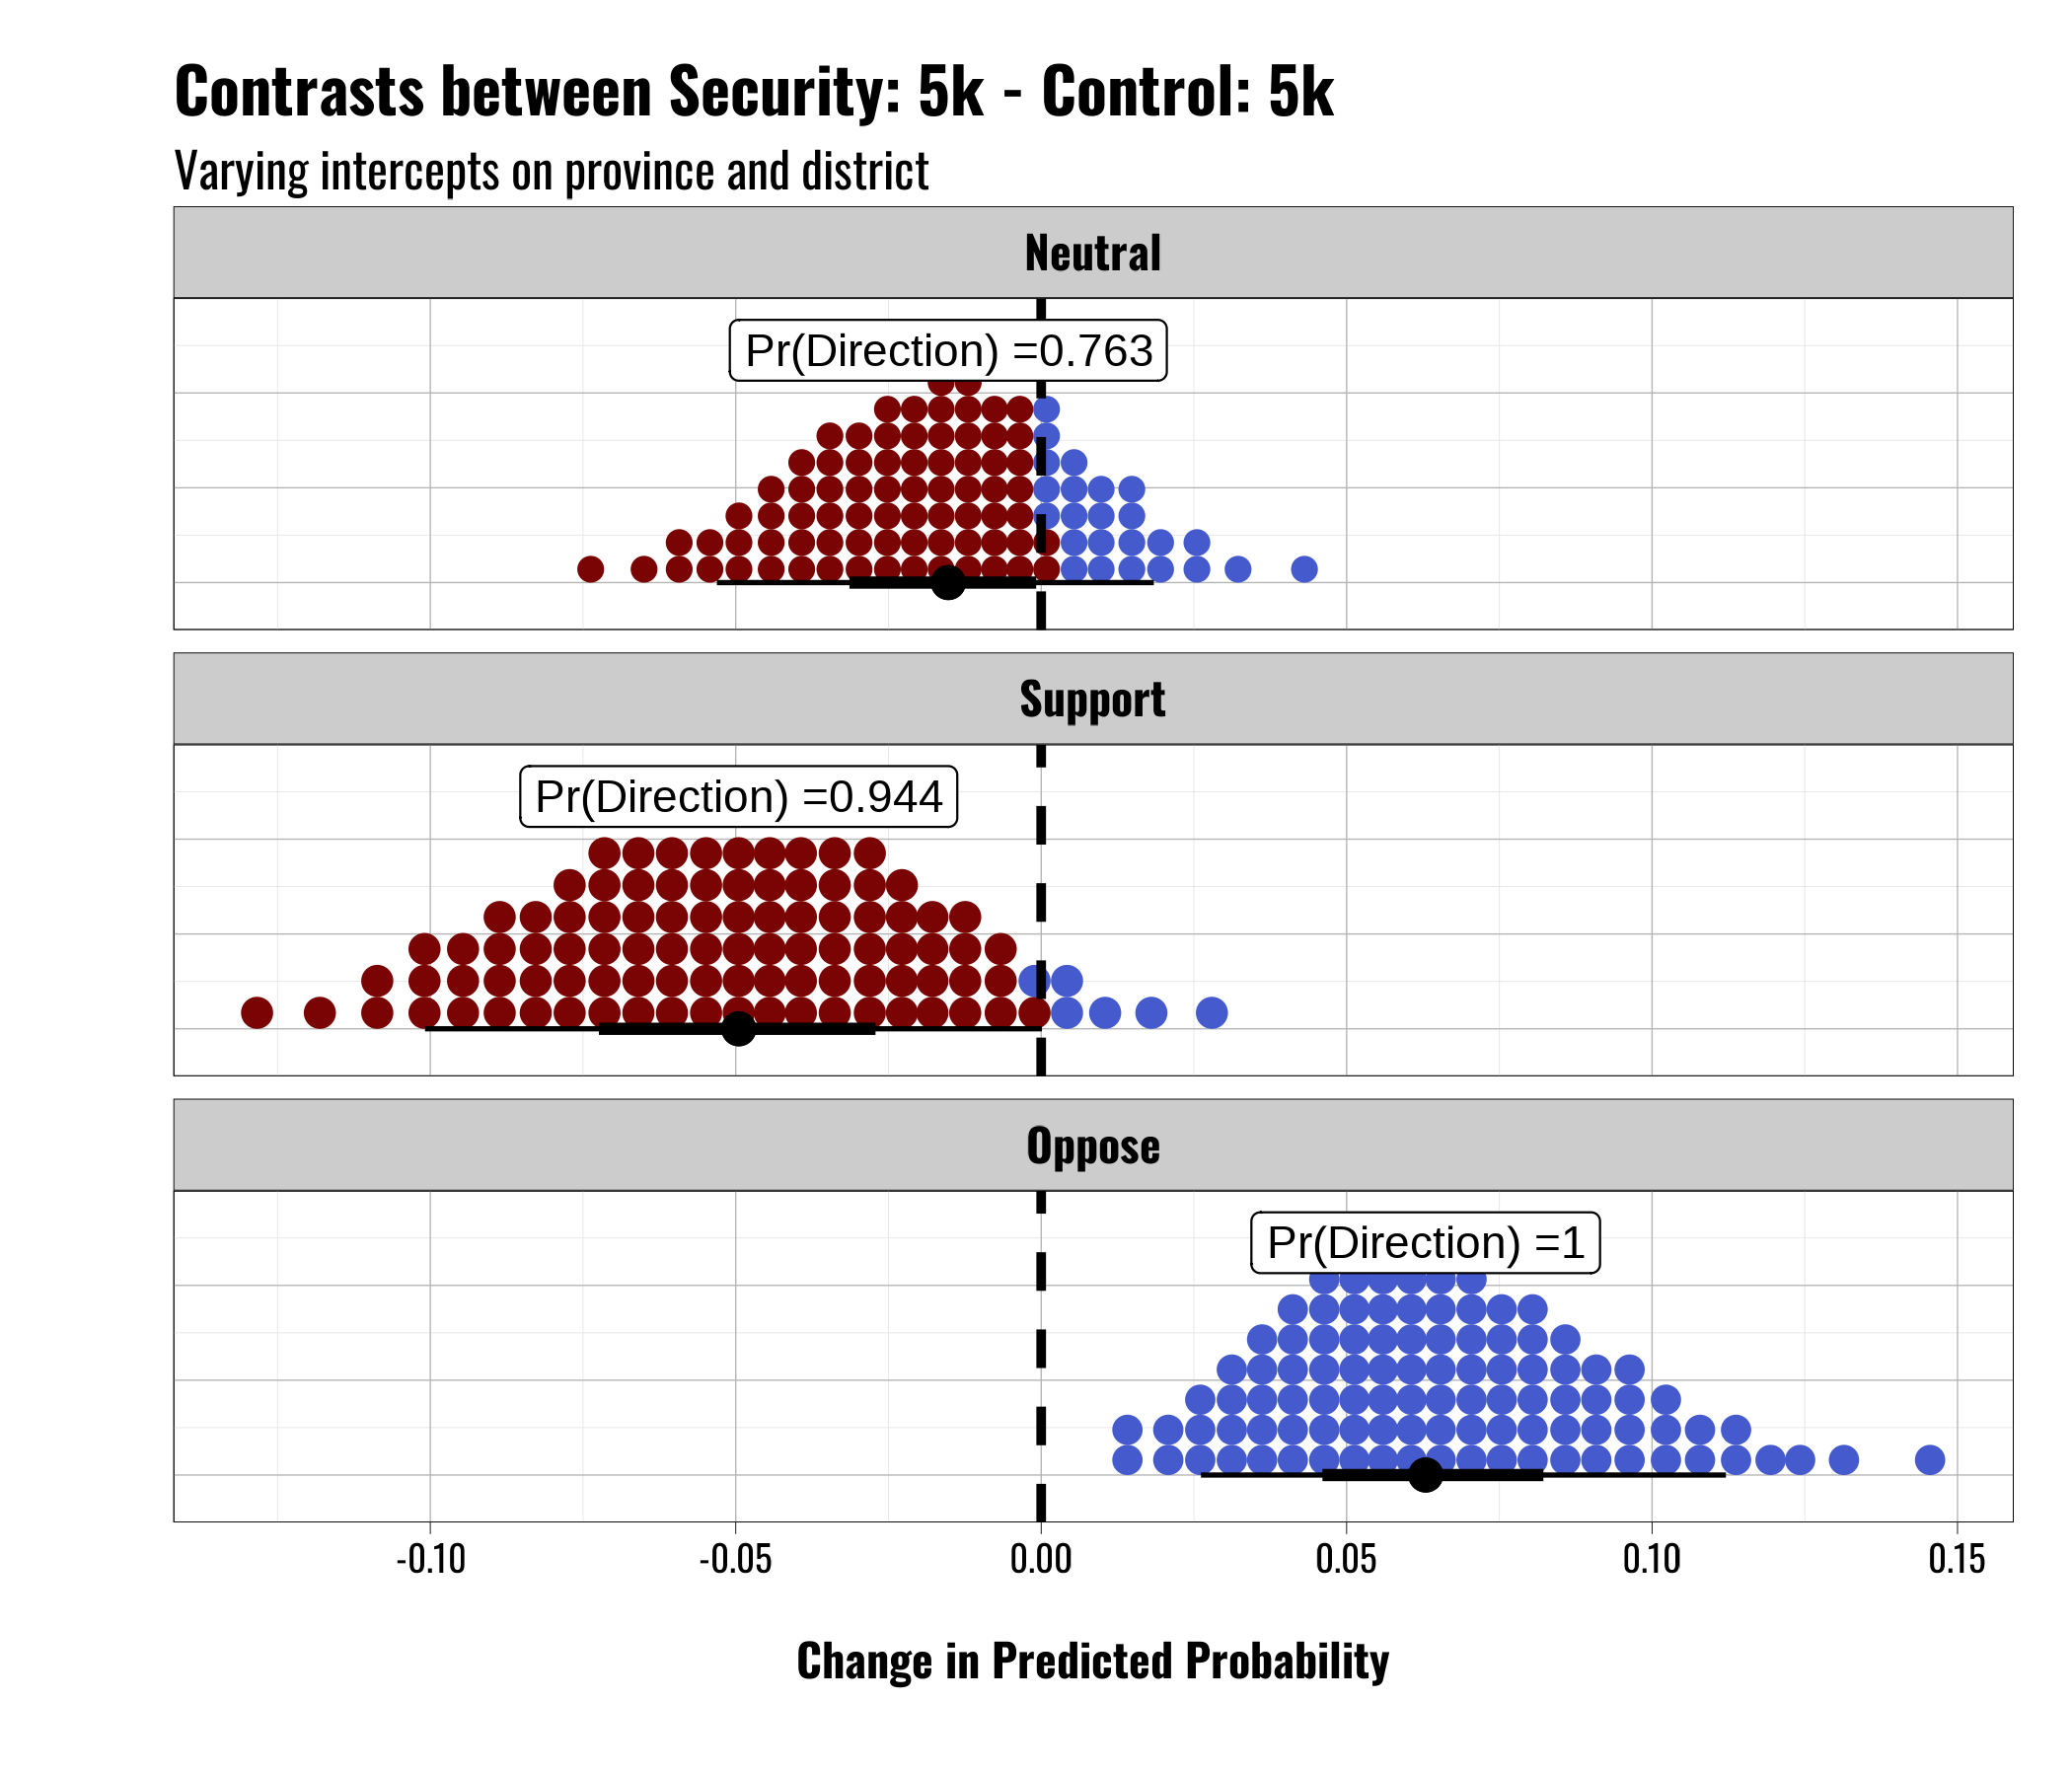 Contrasts between Security: 5k - Control: 5k
Varying intercepts on province and district
Neutral
Pr(Direction) =0.763
Support
Pr(Direction) =0.944
Oppose
Pr(Direction) =1
-0.10 -0.05 0.00 0.05 0.10 0.15
Change in Predicted Probability